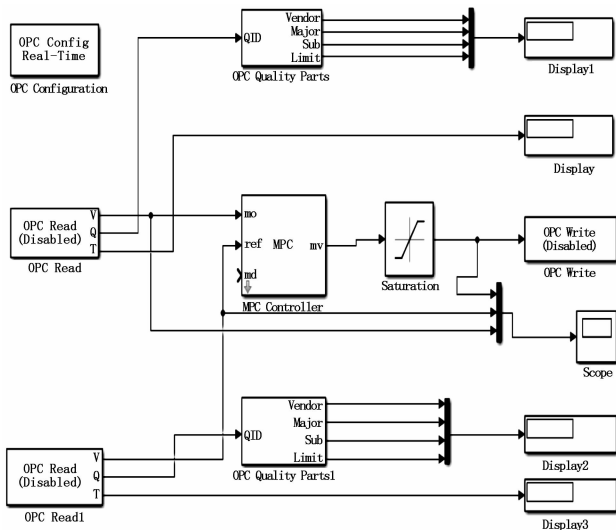 OPC Config
Real-Time
OPC Configuration
QID
Vendor
Major
Sub
Limit
OPC Quality Parts
Display1
Display
OPC Read
(Disabled)
V
Q
T
OPC Read
mo
ref
md
MPC
mv
MPC Controller
Saturation
OPC Write
(Disabled)
OPC Write
Scope
QID
Vendor
Major
Sub
Limit
OPC Quality Parts1
Display2
OPC Read
(Disabled)
V
Q
T
OPC Read1
Display3